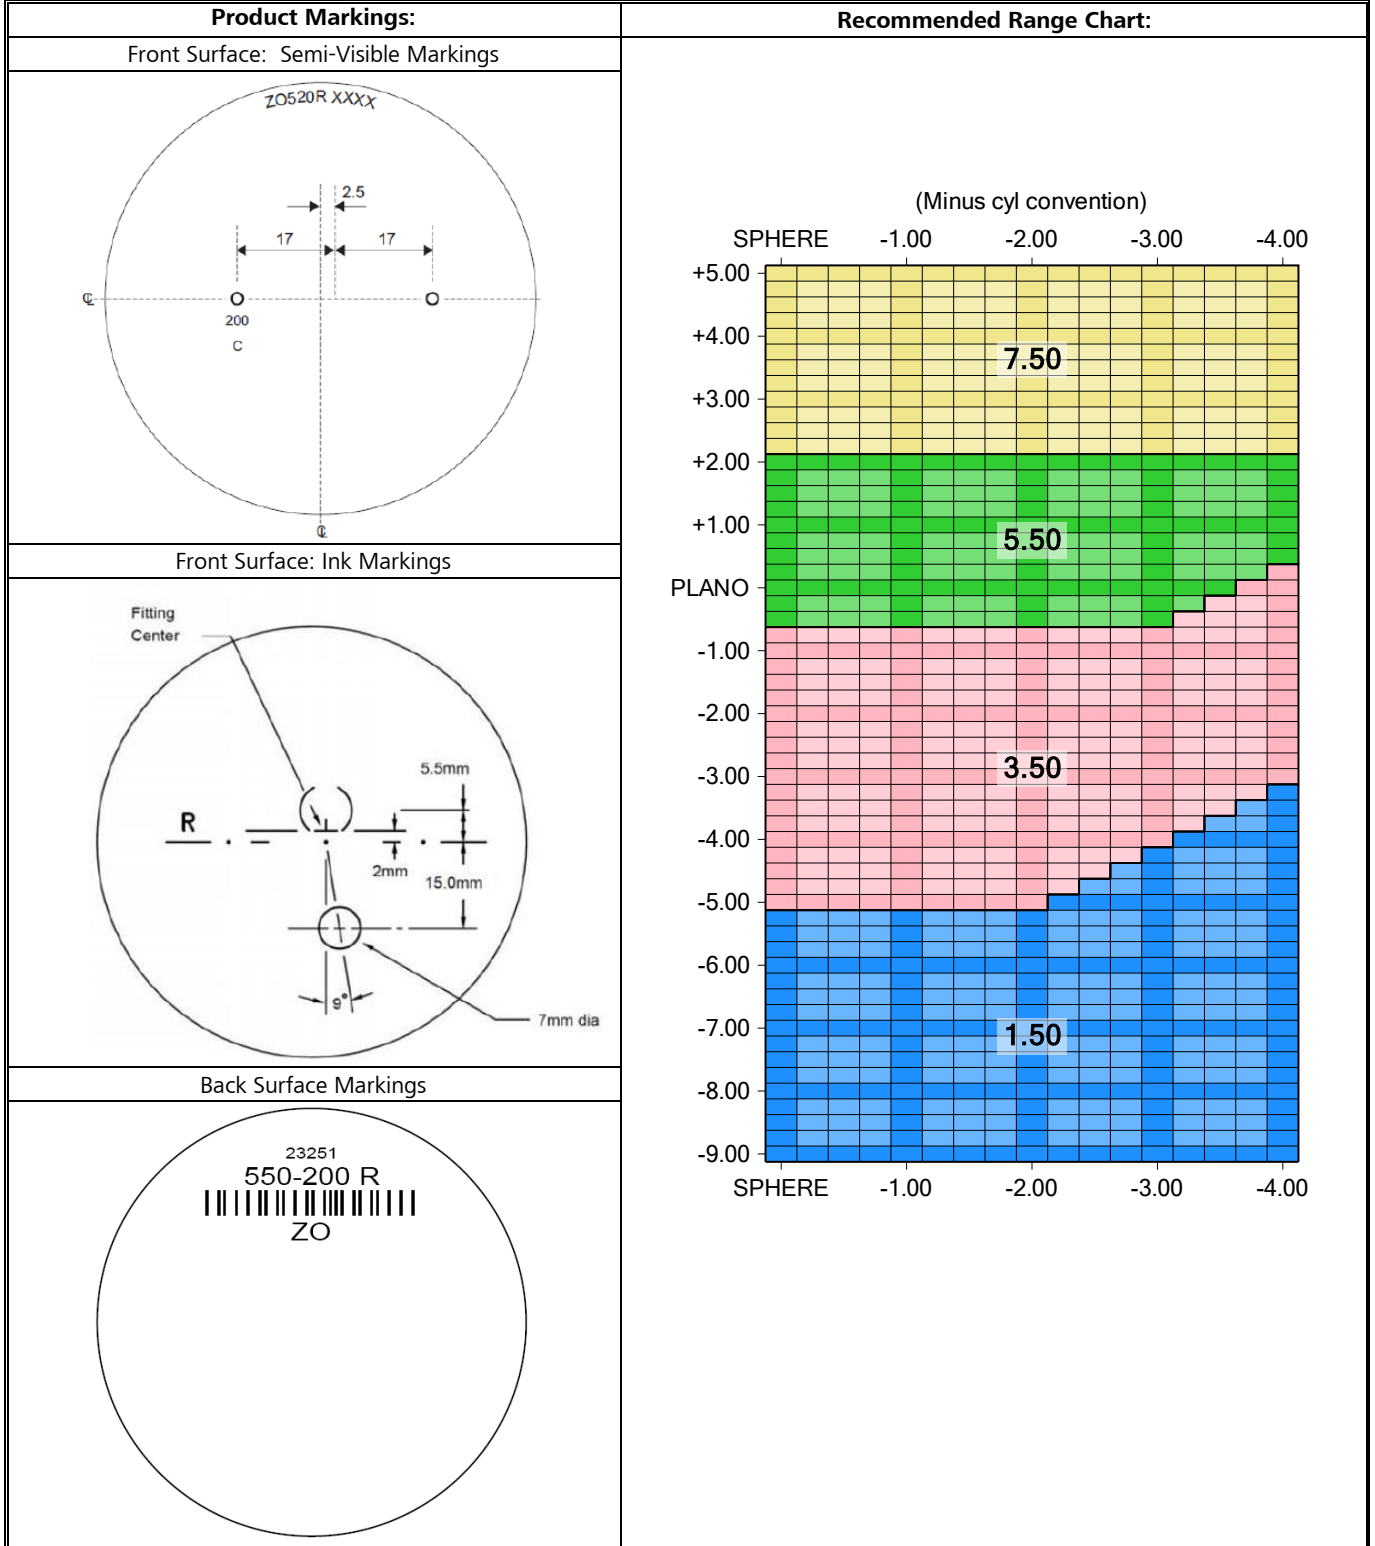 Product Markings:
Front Surface:  Semi-Visible Markings
ZO520R XXXX
2.5
17 17
℄
200
C
℄
Front Surface: Ink Markings
Fitting
Center
5.5mm
R
2mm
15.0mm
9°
7mm dia
Back Surface Markings
23251
550-200 R
ZO
Recommended Range Chart:
(Minus cyl convention)
SPHERE -1.00 -2.00 -3.00 -4.00
+5.00
+4.00
7.50
+3.00
+2.00
+1.00
5.50
PLANO
-1.00
-2.00
3.50
-3.00
-4.00
-5.00
-6.00
-7.00
1.50
-8.00
-9.00
SPHERE -1.00 -2.00 -3.00 -4.00